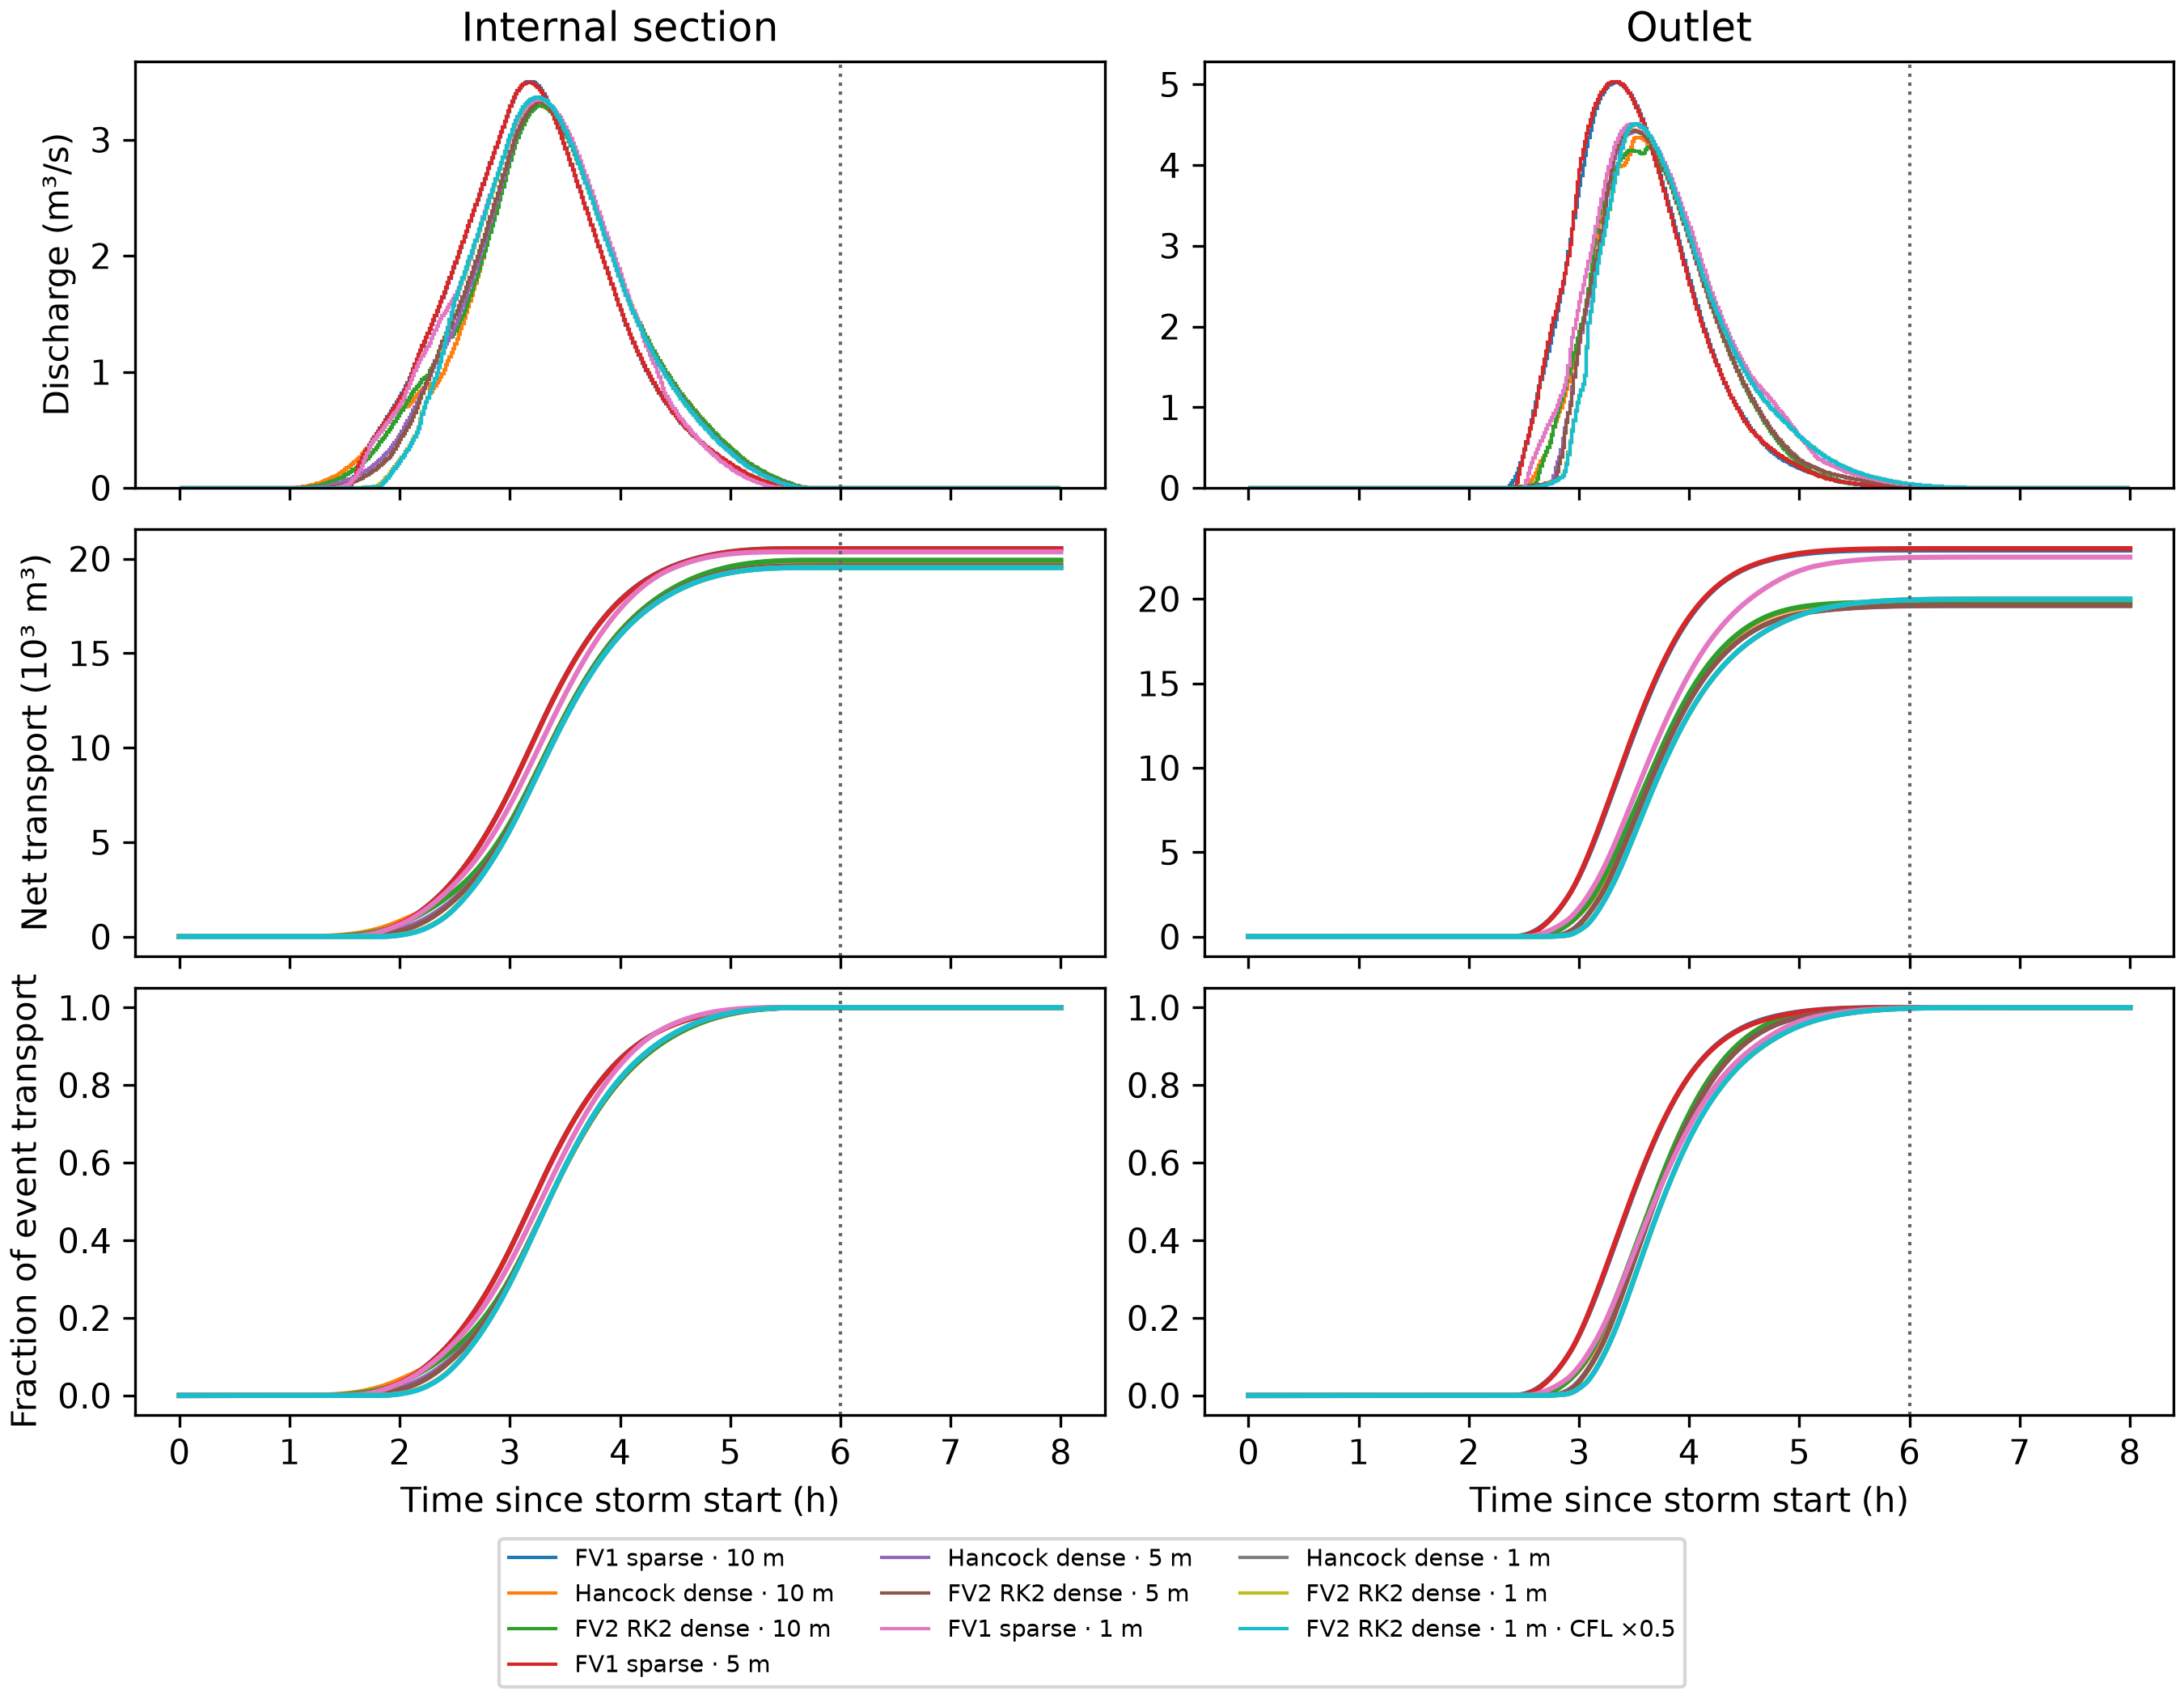 Internal section
Outlet
Discharge (m³/s)
3
2
1
0
5
4
3
2
1
0
Net transport (10³ m³)
20
15
10
5
0
20
15
10
5
0
Fraction of event transport
1.0
0.8
0.6
0.4
0.2
0.0
1.0
0.8
0.6
0.4
0.2
0.0
0 1 2 3 4 5 6 7 8
0 1 2 3 4 5 6 7 8
Time since storm start (h)
Time since storm start (h)
FV1 sparse · 10 m
Hancock dense · 10 m
FV2 RK2 dense · 10 m
FV1 sparse · 5 m
Hancock dense · 5 m
FV2 RK2 dense · 5 m
FV1 sparse · 1 m
Hancock dense · 1 m
FV2 RK2 dense · 1 m
FV2 RK2 dense · 1 m · CFL ×0.5